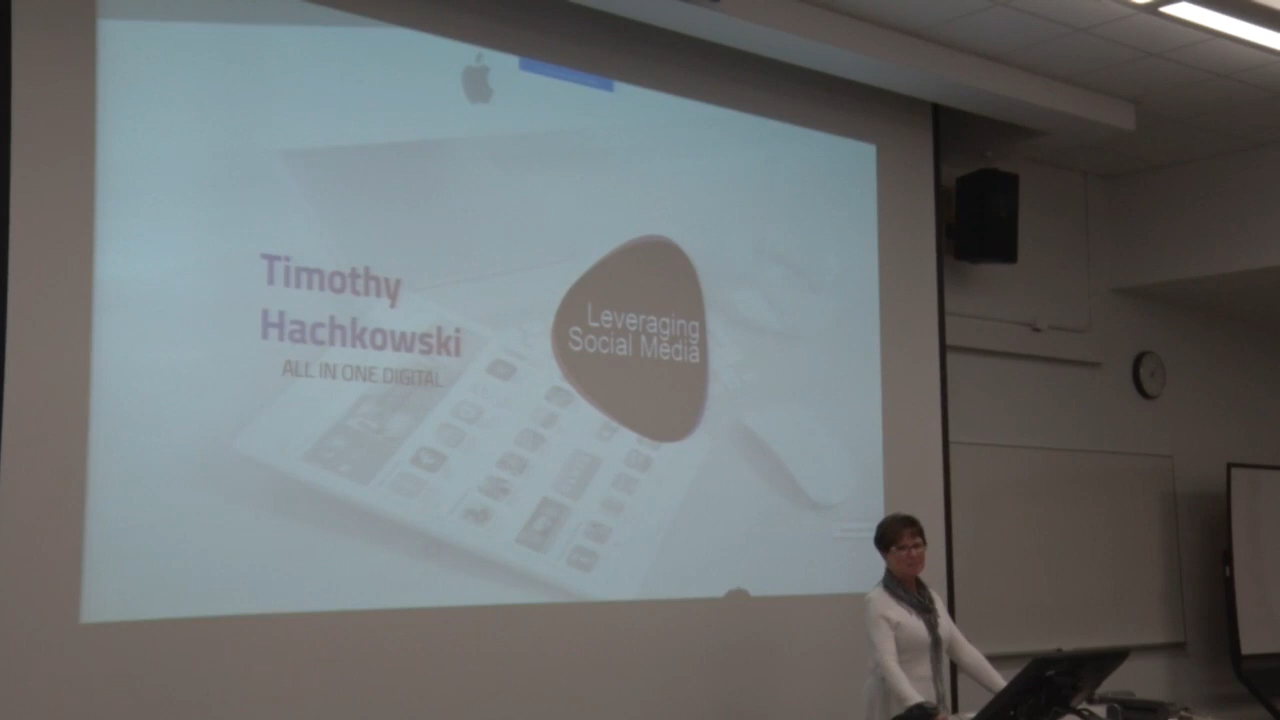 Timothy
Hachkowski
ALL IN ONE DIGITAL
Leveraging
Social Media